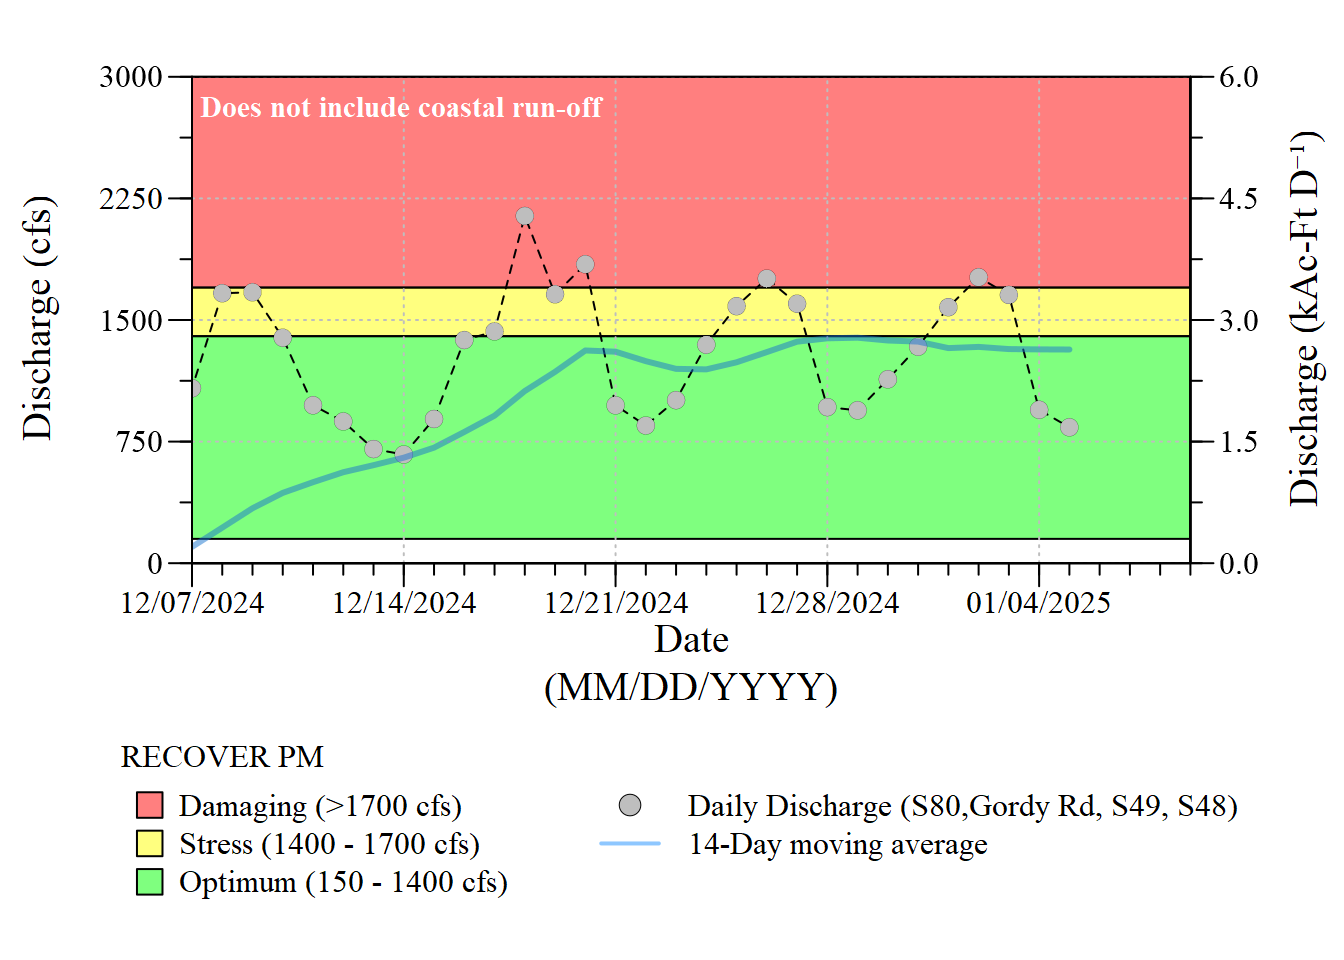 Does not include coastal run-off
3000
2250
1500
750
0
Discharge (cfs)
6.0
4.5
3.0
1.5
0.0
Discharge (kAc-Ft D⁻¹)
12/07/2024 12/14/2024 12/21/2024 12/28/2024 01/04/2025
Date
(MM/DD/YYYY)
RECOVER PM
Damaging (>1700 cfs)
Stress (1400 - 1700 cfs)
Optimum (150 - 1400 cfs)
Daily Discharge (S80,Gordy Rd, S49, S48)
14-Day moving average